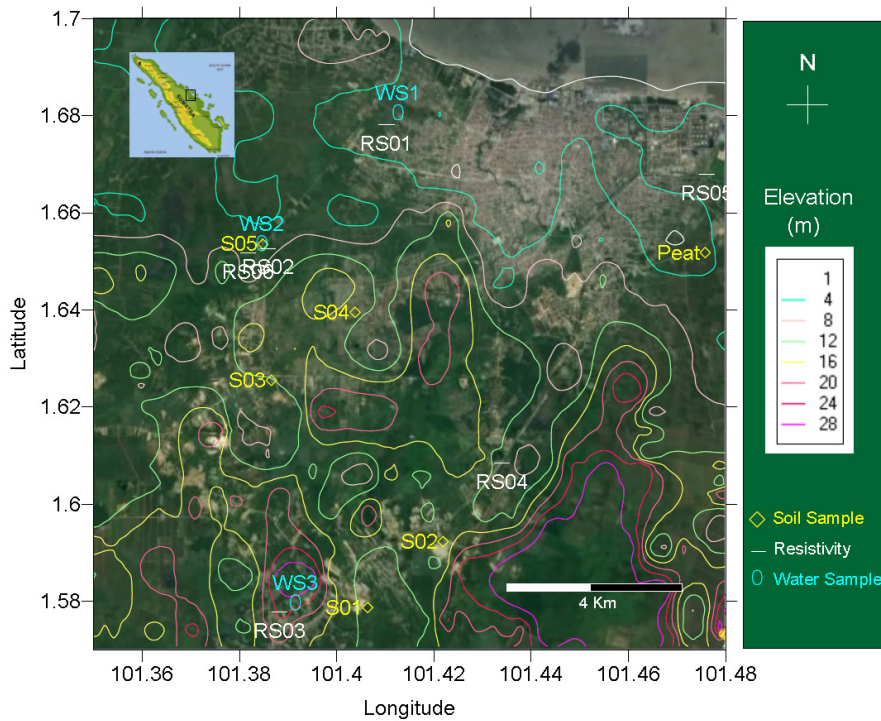 1.7
1.68
1.66
1.64
1.62
1.6
1.58
Latitude
101.36
101.38
101.4
101.42
101.44
101.46
101.48
Longitude
WS1
RS01
RS05
WS2
S05
RS02
RS06
Peat
S04
S03
RS04
S02
WS3
S01
RS03
4 Km
N
Elevation
(m)
1
4
8
12
16
20
24
28
Soil Sample
Resistivity
Water Sample